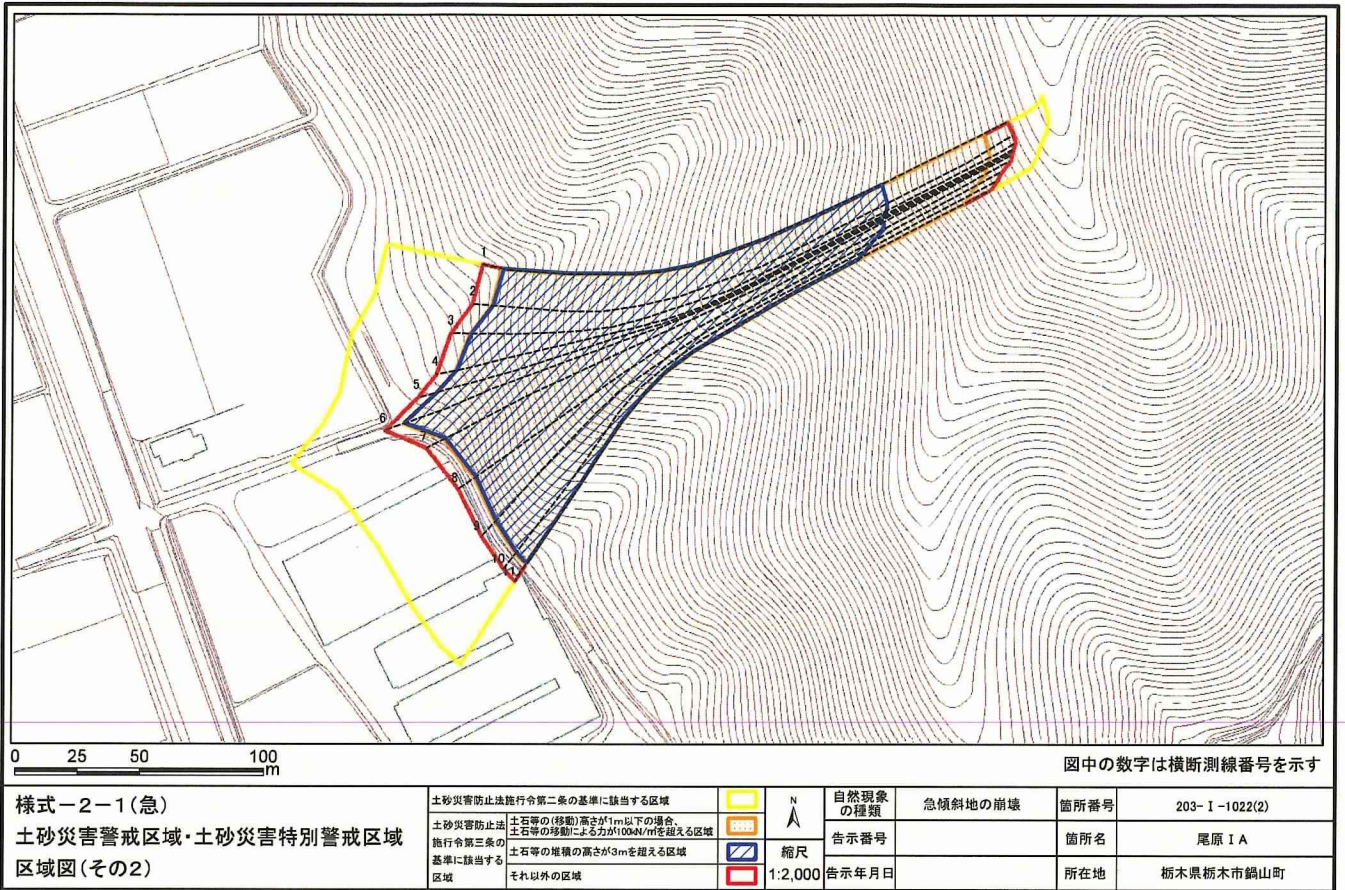 1
2
3
4
5
6
7
8
9
10
11
0 25 50 100
m
図中の数字は横断測線番号を示す
様式－2－1(急)
土砂災害警戒区域・土砂災害特別警戒区域
区域図(その2)
土砂災害防止法施行令第二条の基準に該当する区域
土砂災害防止法
施行令第三条の
基準に該当する
区域
土石等の(移動)高さが1m以下の場合、
土石等の移動による力が100kN/㎡を超える区域
土石等の堆積の高さが3mを超える区域
それ以外の区域
N
縮尺
1:2,000
自然現象
の種類
急傾斜地の崩壊
箇所番号
203-Ⅰ-1022(2)
告示番号
箇所名
尾原ⅠA
告示年月日
所在地
栃木県栃木市鍋山町